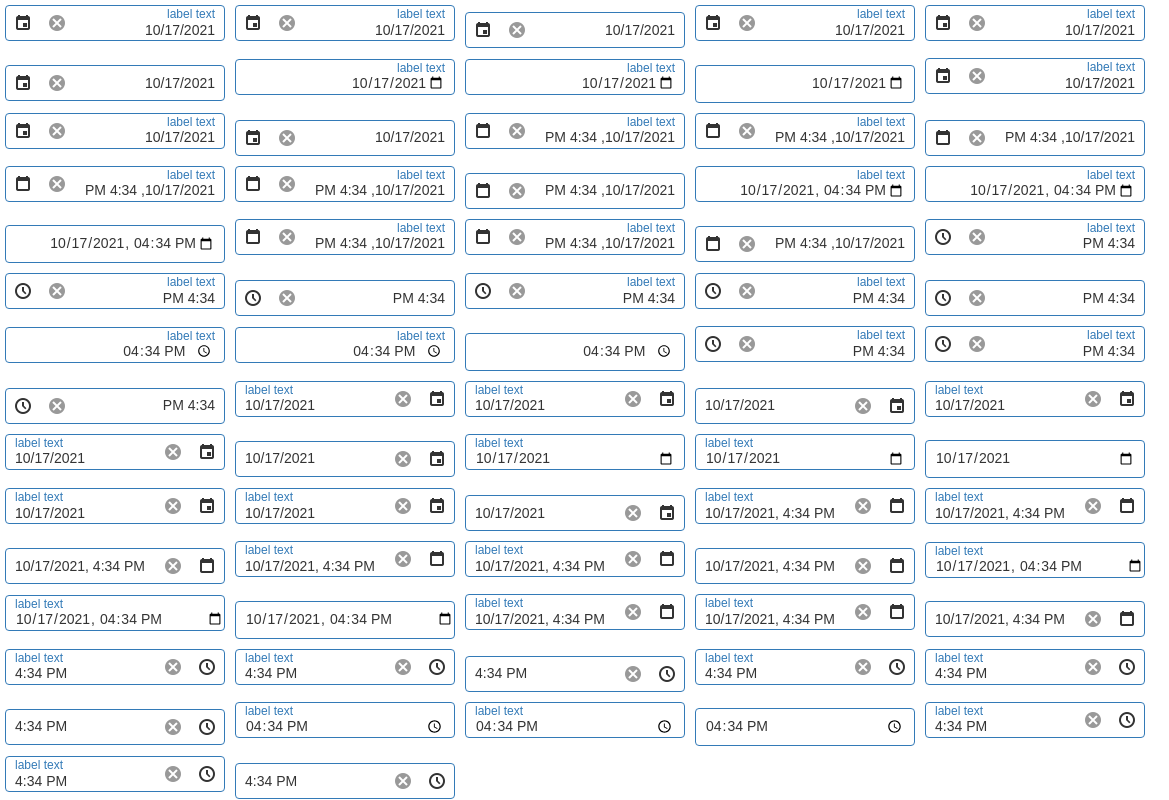 label text
10/17/2021
label text
10/17/2021
10/17/2021
label text
10/17/2021
label text
10/17/2021
10/17/2021
label text
10/17/2021
label text
10/17/2021
10/17/2021
label text
10/17/2021
label text
10/17/2021
10/17/2021
label text
PM 4:34 ,10/17/2021
label text
PM 4:34 ,10/17/2021
PM 4:34 ,10/17/2021
label text
PM 4:34 ,10/17/2021
label text
PM 4:34 ,10/17/2021
PM 4:34 ,10/17/2021
label text
10/17/2021, 04:34 PM
label text
10/17/2021, 04:34 PM
10/17/2021, 04:34 PM
label text
PM 4:34 ,10/17/2021
label text
PM 4:34 ,10/17/2021
PM 4:34 ,10/17/2021
label text
PM 4:34
label text
PM 4:34
PM 4:34
label text
PM 4:34
label text
PM 4:34
PM 4:34
label text
04:34 PM
label text
04:34 PM
04:34 PM
label text
PM 4:34
label text
PM 4:34
PM 4:34
label text
10/17/2021
label text
10/17/2021
10/17/2021
label text
10/17/2021
label text
10/17/2021
10/17/2021
label text
10/17/2021
label text
10/17/2021
10/17/2021
label text
10/17/2021
label text
10/17/2021
10/17/2021
label text
10/17/2021, 4:34 PM
label text
10/17/2021, 4:34 PM
10/17/2021, 4:34 PM
label text
10/17/2021, 4:34 PM
label text
10/17/2021, 4:34 PM
10/17/2021, 4:34 PM
label text
10/17/2021, 04:34 PM
label text
10/17/2021, 04:34 PM
10/17/2021, 04:34 PM
label text
10/17/2021, 4:34 PM
label text
10/17/2021, 4:34 PM
10/17/2021, 4:34 PM
label text
4:34 PM
label text
4:34 PM
4:34 PM
label text
4:34 PM
label text
4:34 PM
4:34 PM
label text
04:34 PM
label text
04:34 PM
04:34 PM
label text
4:34 PM
label text
4:34 PM
4:34 PM